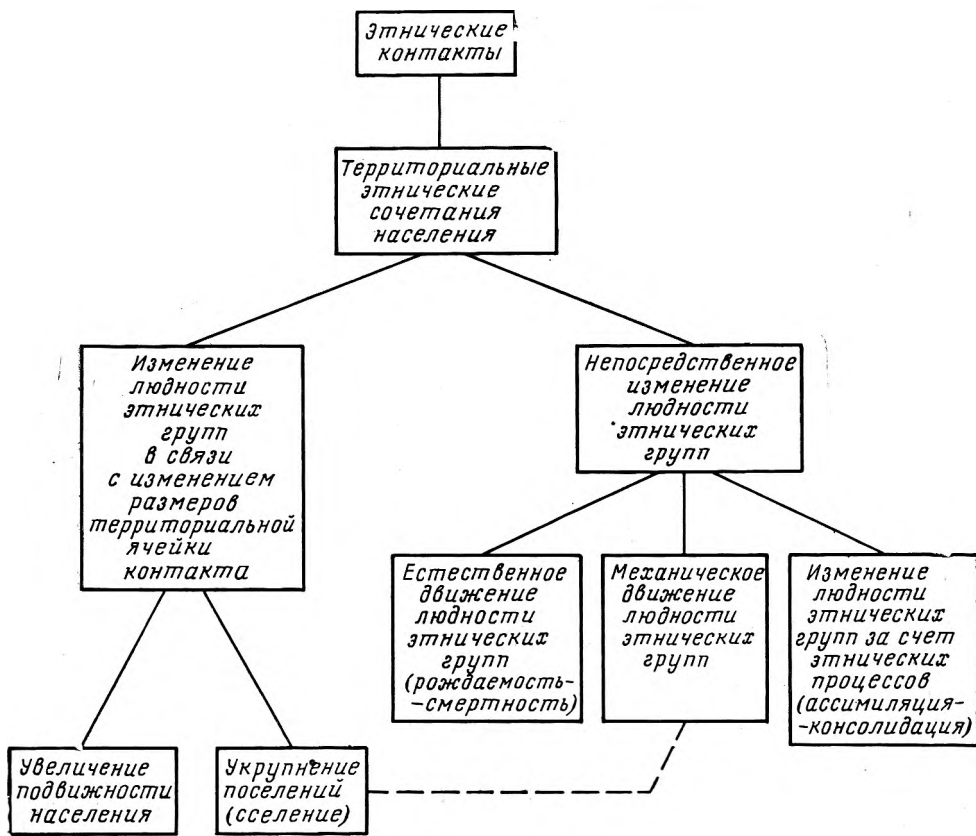 Этнические
контакты
Территориальные
этнические
сочетания
населения
Изменение
людности
этнических
групп
в связи
с изменением
размеров
территориальной
ячейки
контакта
Непосредственное
изменение
людности
этнических
групп
Естественное
движение
людности
этнических
групп
(рождаемость-
-смертность)
Механическое
движение
людности
этнических
групп
Изменение
людности
этнических
групп за счет
этнических
процессов
(ассимиляция-
-консолидация)
Увеличение
подвижности
населения
Укрупнение
поселений
(сселение)